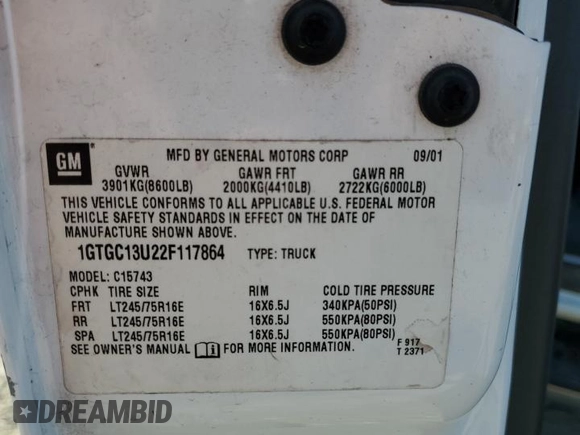 GM
MFD BY GENERAL MOTORS CORP 09/01
GVWR GAWR FRT GAWR RR
3901KG(8600LB) 2000KG(4410LB) 2722KG(6000LB)
THIS VEHICLE CONFORMS TO ALL APPLICABLE U.S. FEDERAL MOTOR
VEHICLE SAFETY STANDARDS IN EFFECT ON THE DATE OF
MANUFACTURE SHOWN ABOVE.
1GTGC13U22F117864 TYPE: TRUCK
MODEL: C15743
CPHK TIRE SIZE RIM COLD TIRE PRESSURE
FRT LT245/75R16E 16X6.5J 340KPA(50PSI)
RR LT245/75R16E 16X6.5J 550KPA(80PSI)
SPA LT245/75R16E 16X6.5J 550KPA(80PSI)
SEE OWNER'S MANUAL FOR MORE INFORMATION. F 917
T 2371
DREAMBID